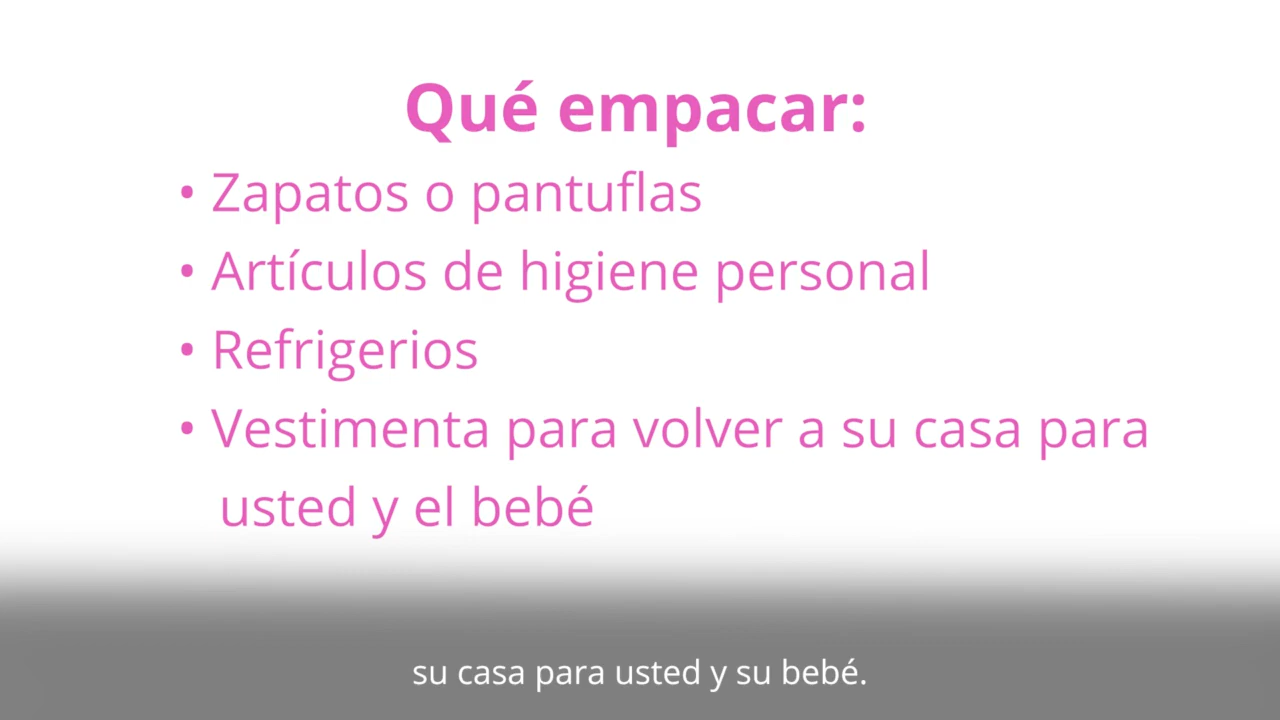 Qué empacar:
• Zapatos o pantuflas
• Artículos de higiene personal
• Refrigerios
• Vestimenta para volver a su casa para
usted y el bebé
su casa para usted y su bebé.